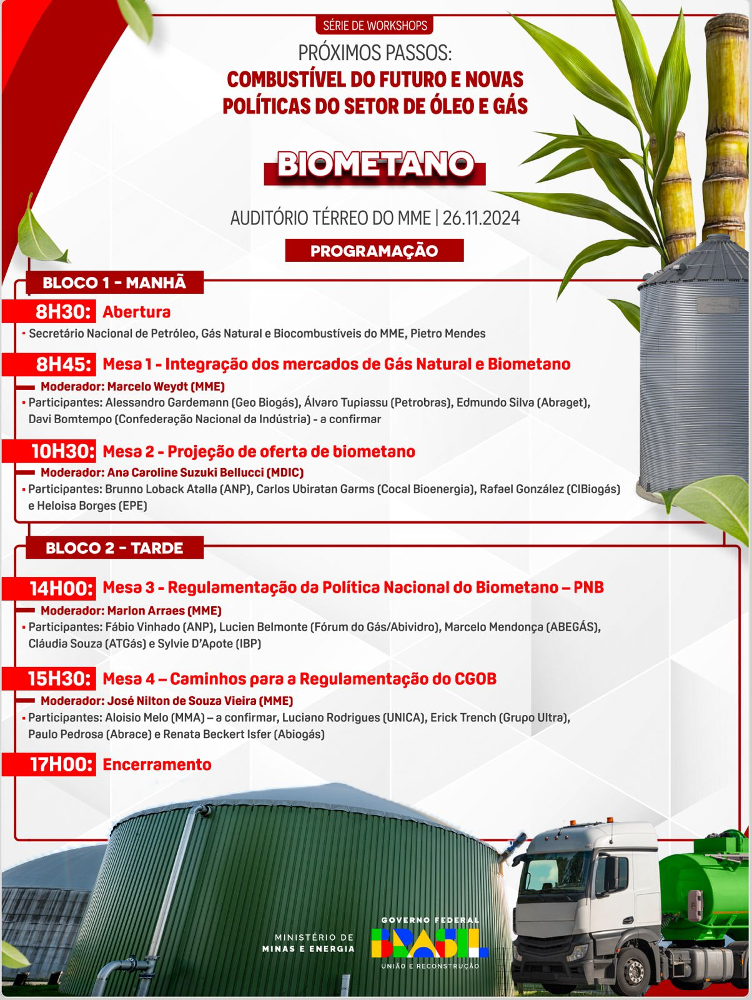 SÉRIE DE WORKSHOPS
PRÓXIMOS PASSOS:
COMBUSTÍVEL DO FUTURO E NOVAS
POLÍTICAS DO SETOR DE ÓLEO E GÁS
BIOMETANO
AUDITÓRIO TÉRREO DO MME | 26.11.2024
PROGRAMAÇÃO
BLOCO 1 - MANHÃ
8H30: Abertura
• Secretário Nacional de Petróleo, Gás Natural e Biocombustíveis do MME, Pietro Mendes
8H45: Mesa 1 - Integração dos mercados de Gás Natural e Biometano
Moderador: Marcelo Weydt (MME)
• Participantes: Alessandro Gardemann (Geo Biogás), Álvaro Tupiassu (Petrobras), Edmundo Silva (Abraget),
Davi Bomtempo (Confederação Nacional da Indústria) - a confirmar
10H30: Mesa 2 - Projeção de oferta de biometano
Moderador: Ana Caroline Suzuki Bellucci (MDIC)
• Participantes: Brunno Loback Atalla (ANP), Carlos Ubiratan Garms (Cocal Bioenergia), Rafael González (CIBiogás)
e Heloisa Borges (EPE)
BLOCO 2 - TARDE
14H00: Mesa 3 - Regulamentação da Política Nacional do Biometano – PNB
Moderador: Marlon Arraes (MME)
• Participantes: Fábio Vinhado (ANP), Lucien Belmonte (Fórum do Gás/Abividro), Marcelo Mendonça (ABEGÁS),
Cláudia Souza (ATGás) e Sylvie D’Apote (IBP)
15H30: Mesa 4 – Caminhos para a Regulamentação do CGOB
Moderador: José Nilton de Souza Vieira (MME)
• Participantes: Aloisio Melo (MMA) – a confirmar, Luciano Rodrigues (UNICA), Erick Trench (Grupo Ultra),
Paulo Pedrosa (Abrace) e Renata Beckert Isfer (Abiogás)
17H00: Encerramento
MINISTÉRIO DE
MINAS E ENERGIA
GOVERNO FEDERAL
BRASIL
UNIÃO E RECONSTRUÇÃO